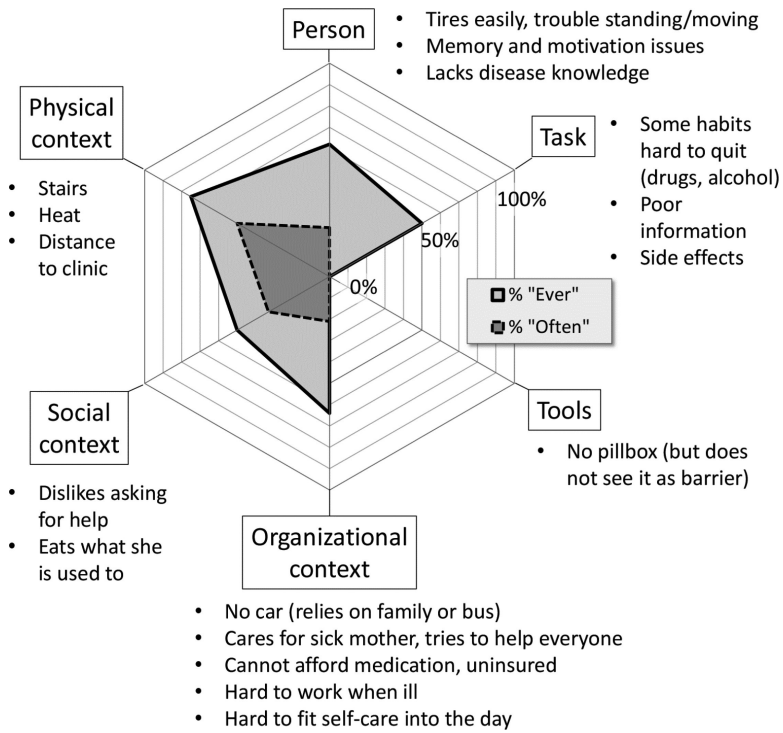 Person
• Tires easily, trouble standing/moving
• Memory and motivation issues
• Lacks disease knowledge
Physical
context
• Stairs
• Heat
• Distance
to clinic
Task
• Some habits
hard to quit
(drugs, alcohol)
• Poor
information
• Side effects
100%
50%
0%
% "Ever"
% "Often"
Social
context
• Dislikes asking
for help
• Eats what she
is used to
Tools
• No pillbox (but does
not see it as barrier)
Organizational
context
• No car (relies on family or bus)
• Cares for sick mother, tries to help everyone
• Cannot afford medication, uninsured
• Hard to work when ill
• Hard to fit self-care into the day